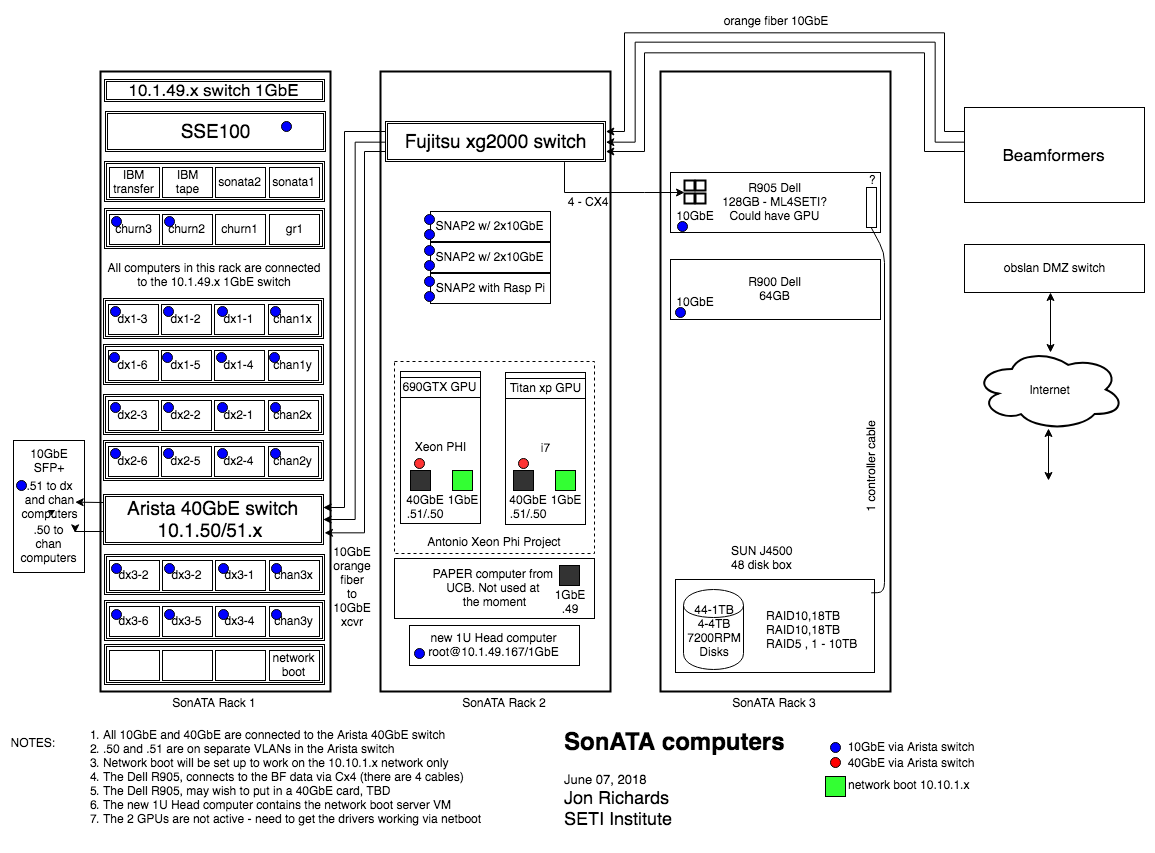 orange fiber 10GbE
10.1.49.x switch 1GbE
SSE100
IBM
transfer
IBM
tape
sonata2
sonata1
churn3
churn2
churn1
gr1
All computers in this rack are connected
to the 10.1.49.x 1GbE switch
dx1-3
dx1-2
dx1-1
chan1x
dx1-6
dx1-5
dx1-4
chan1y
dx2-3
dx2-2
dx2-1
chan2x
dx2-6
dx2-5
dx2-4
chan2y
Arista 40GbE switch
10.1.50/51.x
dx3-2
dx3-2
dx3-1
chan3x
dx3-6
dx3-5
dx3-4
chan3y
network
boot
SonATA Rack 1
10GbE
SFP+
.51 to dx
and chan
computers
.50 to
chan
computers
10GbE
orange
fiber
to
10GbE
xcvr
Fujitsu xg2000 switch
4 - CX4
SNAP2 w/ 2x10GbE
SNAP2 w/ 2x10GbE
SNAP2 with Rasp Pi
690GTX GPU
Xeon PHI
40GbE
.51/.50
1GbE
Titan xp GPU
i7
40GbE
.51/.50
1GbE
Antonio Xeon Phi Project
PAPER computer from
UCB. Not used at
the moment
1GbE
.49
new 1U Head computer
root@10.1.49.167/1GbE
SonATA Rack 2
R905 Dell
128GB - ML4SETI?
Could have GPU
?
10GbE
R900 Dell
64GB
10GbE
1 controller cable
SUN J4500
48 disk box
44-1TB
4-4TB
7200RPM
Disks
RAID10,18TB
RAID10,18TB
RAID5 , 1 - 10TB
SonATA Rack 3
Beamformers
obslan DMZ switch
Internet
NOTES:
1. All 10GbE and 40GbE are connected to the Arista 40GbE switch
2. .50 and .51 are on separate VLANs in the Arista switch
3. Network boot will be set up to work on the 10.10.1.x network only
4. The Dell R905, connects to the BF data via Cx4 (there are 4 cables)
5. The Dell R905, may wish to put in a 40GbE card, TBD
6. The new 1U Head computer contains the network boot server VM
7. The 2 GPUs are not active - need to get the drivers working via netboot
SonATA computers
June 07, 2018
Jon Richards
SETI Institute
10GbE via Arista switch
40GbE via Arista switch
network boot 10.10.1.x